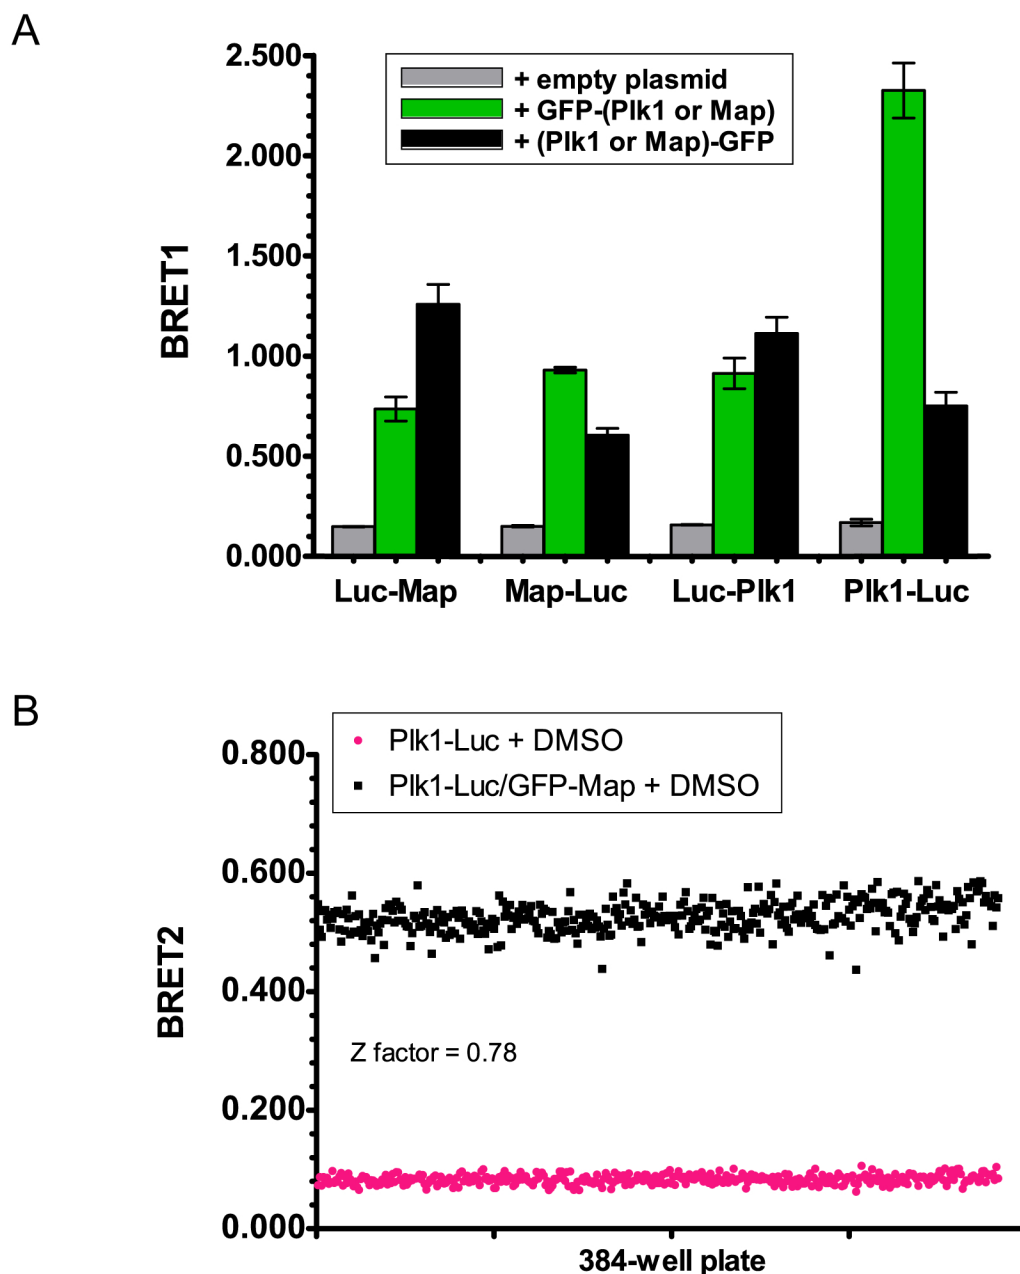 A
BRET1
2.500
2.000
1.500
1.000
0.500
0.000
+ empty plasmid
+ GFP-(Plk1 or Map)
+ (Plk1 or Map)-GFP
Luc-Map
Map-Luc
Luc-Plk1
Plk1-Luc
B
BRET2
0.800
0.600
0.400
0.200
0.000
Plk1-Luc + DMSO
Plk1-Luc/GFP-Map + DMSO
Z factor = 0.78
384-well plate